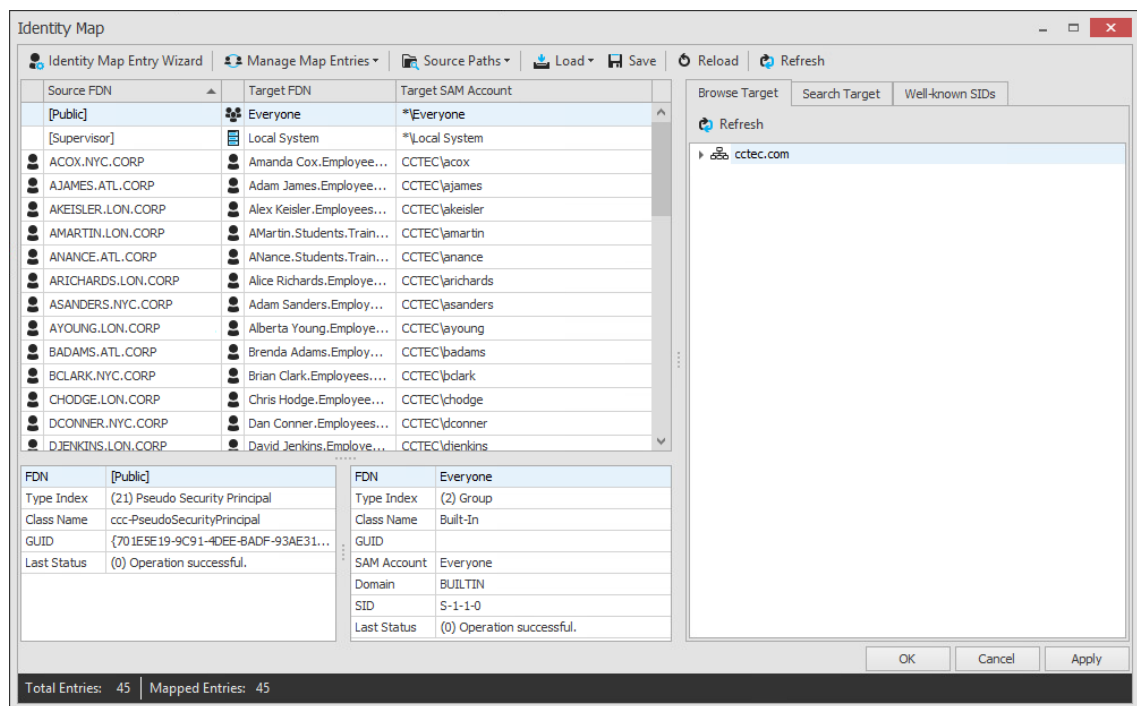 Identity Map
Identity Map Entry Wizard Manage Map Entries Source Paths Load Save Reload Refresh
Source FDN Target FDN Target SAM Account
[Public] Everyone *\Everyone
[Supervisor] Local System *\Local System
ACOX.NYC.CORP Amanda Cox.Employee... CCTEC\acox
AJAMES.ATL.CORP Adam James.Employee... CCTEC\ajames
AKEISLER.LON.CORP Alex Keisler.Employees... CCTEC\akeisler
AMARTIN.LON.CORP AMartin.Students.Train... CCTEC\amartin
ANANCE.ATL.CORP ANance.Students.Train... CCTEC\anance
ARICHARDS.LON.CORP Alice Richards.Employe... CCTEC\arichards
ASANDERS.NYC.CORP Adam Sanders.Employ... CCTEC\asanders
AYOUNG.LON.CORP Alberta Young.Employe... CCTEC\ayoung
BADAMS.ATL.CORP Brenda Adams.Employ... CCTEC\badams
BCLARK.NYC.CORP Brian Clark.Employees.... CCTEC\bclark
CHODGE.LON.CORP Chris Hodge.Employee... CCTEC\chodge
DCONNER.NYC.CORP Dan Conner.Employees... CCTEC\dconner
DJENKINS.LON.CORP David Jenkins.Employe... CCTEC\djenkins
FDN [Public]
Type Index (21) Pseudo Security Principal
Class Name ccc-PseudoSecurityPrincipal
GUID {701E5E19-9C91-4DEE-BADF-93AE31...
Last Status (0) Operation successful.
FDN Everyone
Type Index (2) Group
Class Name Built-In
GUID
SAM Account Everyone
Domain BUILTIN
SID S-1-1-0
Last Status (0) Operation successful.
Browse Target Search Target Well-known SIDs
Refresh
cctec.com
OK Cancel Apply
Total Entries: 45 Mapped Entries: 45